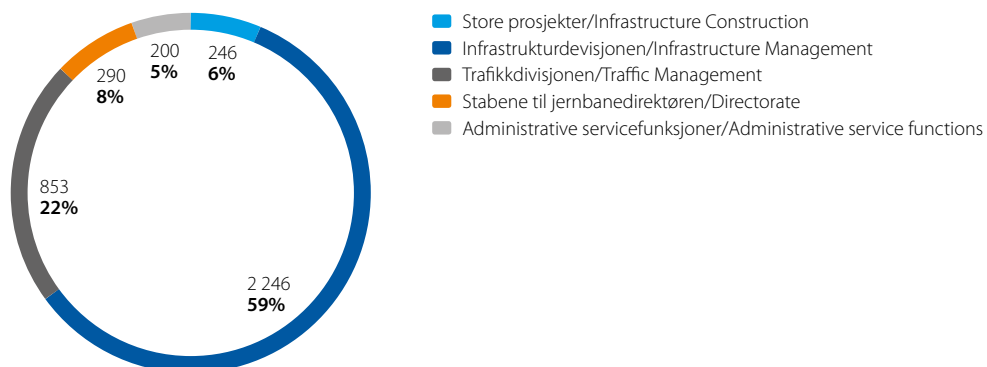 200
5%
246
6%
290
8%
853
22%
2 246
59%
Store prosjekter/Infrastructure Construction
Infrastrukturdevisjonen/Infrastructure Management
Trafikkdivisjonen/Traffic Management
Stabene til jernbanedirektøren/Directorate
Administrative servicefunksjoner/Administrative service functions